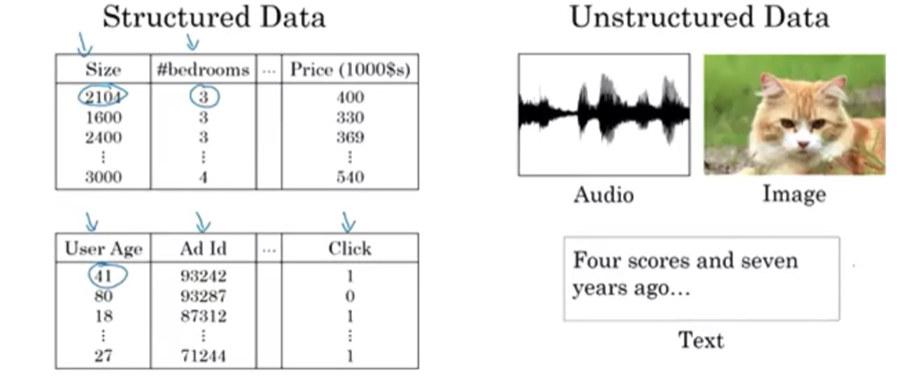 Structured Data
Size #bedrooms ... Price (1000$s)
2104 3 400
1600 3 330
2400 3 369
⋮ ⋮ ⋮
3000 4 540
User Age Ad Id ... Click
41 93242 1
80 93287 0
18 87312 1
⋮ ⋮ ⋮
27 71244 1
Unstructured Data
Audio Image
Four scores and seven
years ago...
Text